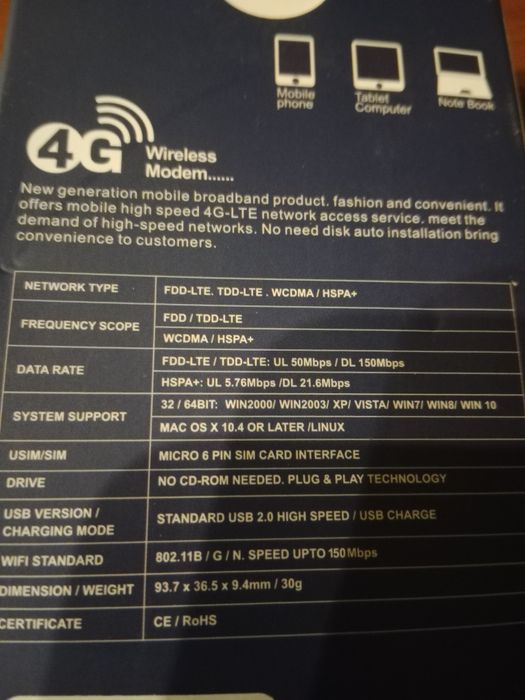 Mobile
phone
Tablet
Computer
Note Book
4G
Wireless
Modem......
New generation mobile broadband product. fashion and convenient. It
offers mobile high speed 4G-LTE network access service. meet the
demand of high-speed networks. No need disk auto installation bring
convenience to customers.
NETWORK TYPE
FDD-LTE. TDD-LTE . WCDMA / HSPA+
FREQUENCY SCOPE
FDD / TDD-LTE
WCDMA / HSPA+
DATA RATE
FDD-LTE / TDD-LTE: UL 50Mbps / DL 150Mbps
HSPA+: UL 5.76Mbps /DL 21.6Mbps
SYSTEM SUPPORT
32 / 64BIT: WIN2000/ WIN2003/ XP/ VISTA/ WIN7/ WIN8/ WIN 10
MAC OS X 10.4 OR LATER /LINUX
USIM/SIM
MICRO 6 PIN SIM CARD INTERFACE
DRIVE
NO CD-ROM NEEDED. PLUG & PLAY TECHNOLOGY
USB VERSION /
CHARGING MODE
STANDARD USB 2.0 HIGH SPEED / USB CHARGE
WIFI STANDARD
802.11B / G / N. SPEED UPTO 150Mbps
DIMENSION / WEIGHT
93.7 x 36.5 x 9.4mm / 30g
CERTIFICATE
CE / RoHS